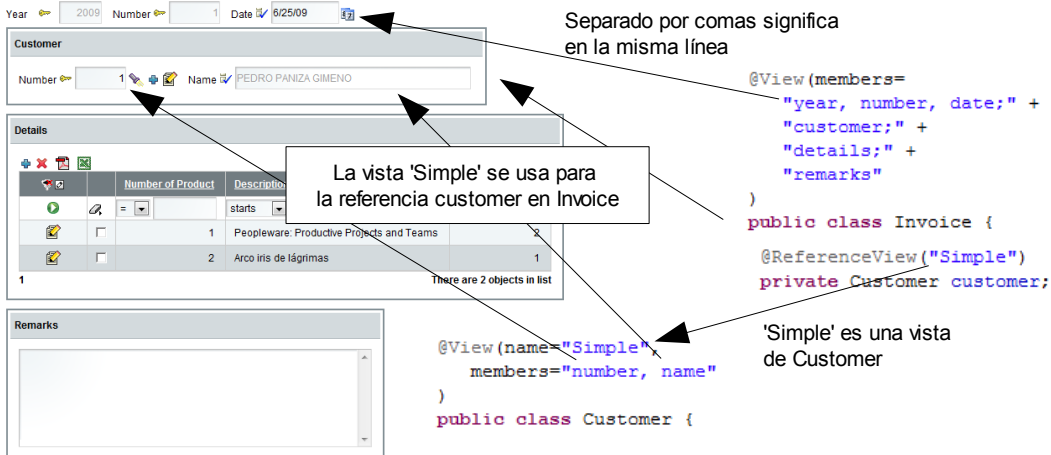 Year 2009 Number 1 Date 6/25/09
Separado por comas significa
en la misma línea
Customer
Number 1 Name PEDRO PANIZA GIMENO
@View(members=
"year, number, date;" +
"customer;" +
"details;" +
"remarks"
)
public class Invoice {
@ReferenceView("Simple")
private Customer customer;
Details
La vista 'Simple' se usa para
la referencia customer en Invoice
Number of Product
= starts
1 Peopleware: Productive Projects and Teams 2
2 Arco iris de lágrimas 1
1 There are 2 objects in list
Remarks
'Simple' es una vista
de Customer
@View(name="Simple",
members="number, name"
)
public class Customer {